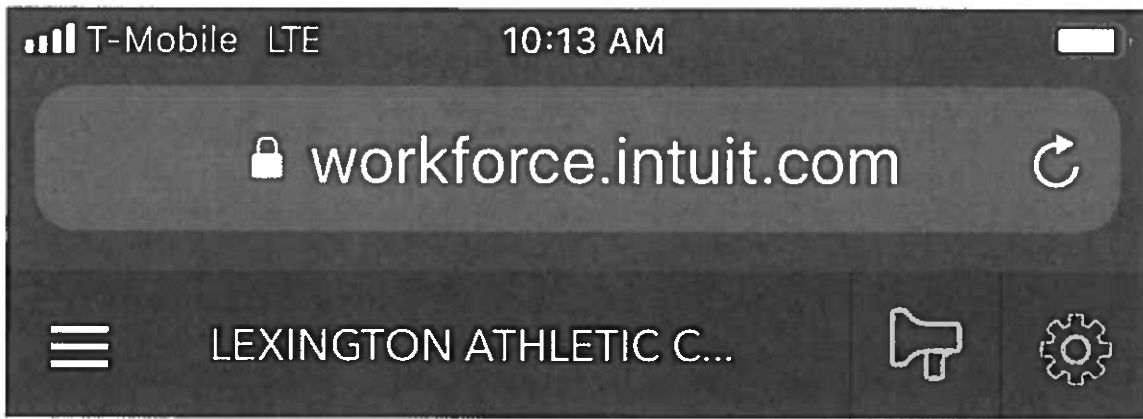 T-Mobile LTE 10:13 AM
workforce.intuit.com
LEXINGTON ATHLETIC C...